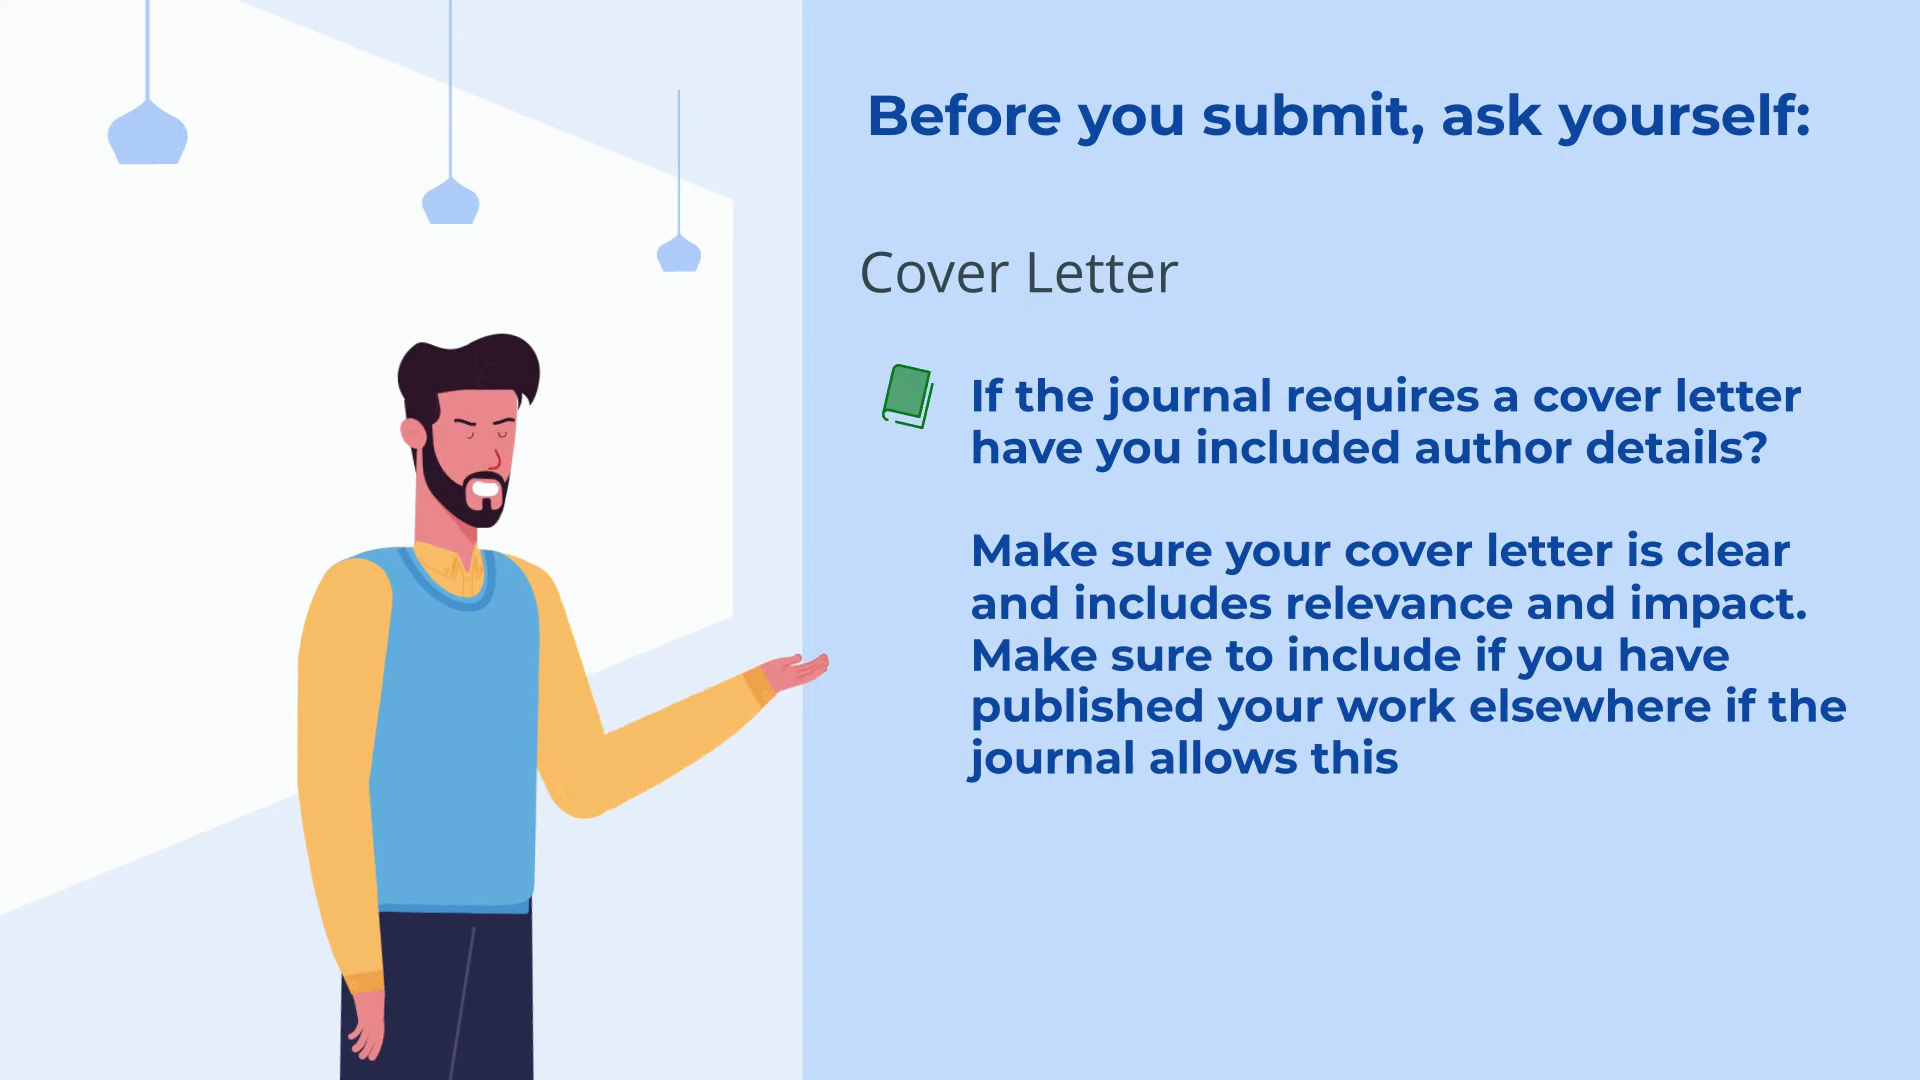 Before you submit, ask yourself:
Cover Letter
If the journal requires a cover letter
have you included author details?
Make sure your cover letter is clear
and includes relevance and impact.
Make sure to include if you have
published your work elsewhere if the
journal allows this